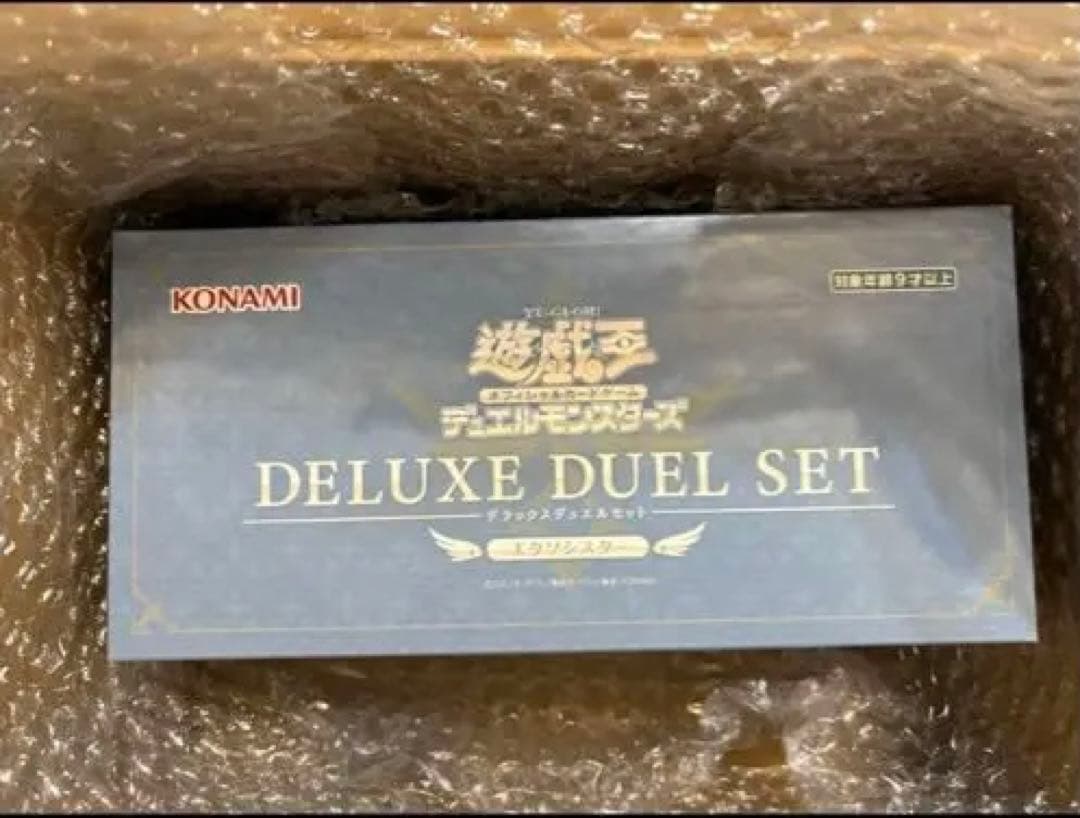 KONAMI
対象年齢9才以上
YU-GI-OH!
遊戯王
オフィシャルカードゲーム
デュエルモンスターズ
DELUXE DUEL SET
デラックスデュエルセット
エクソシスター